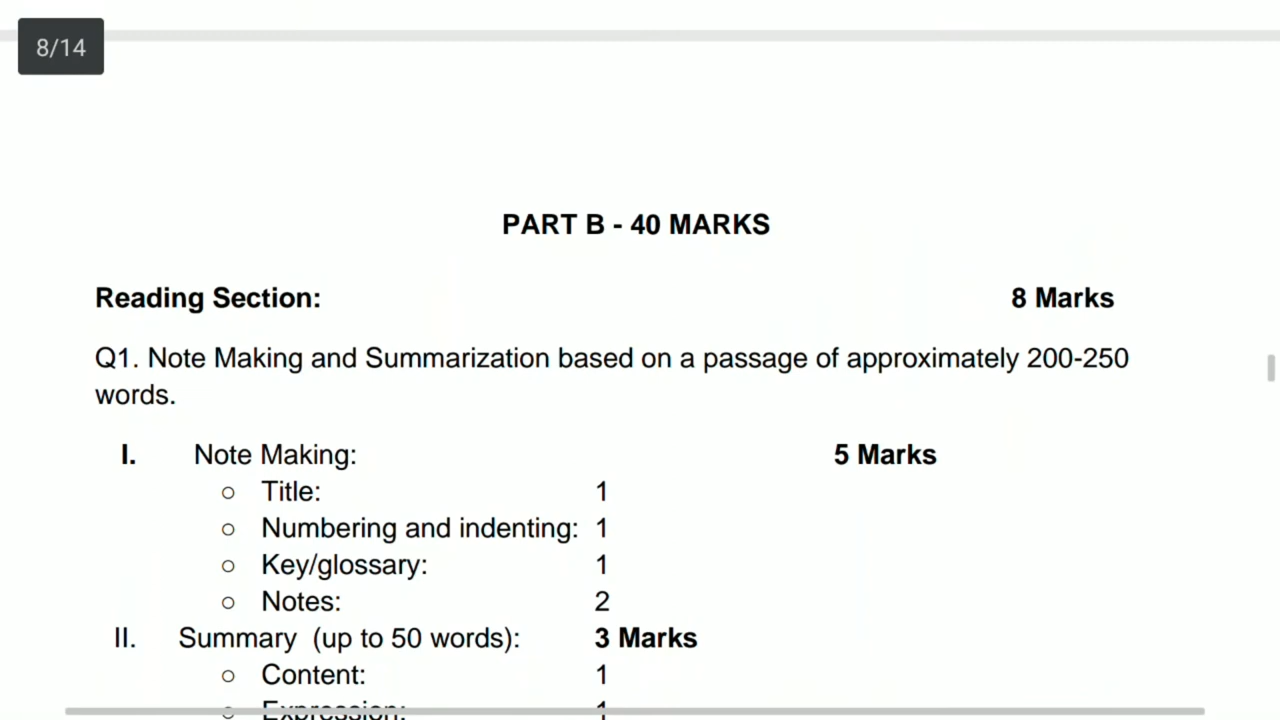 8/14
PART B - 40 MARKS
Reading Section: 8 Marks
Q1. Note Making and Summarization based on a passage of approximately 200-250
words.
I. Note Making: 5 Marks
○ Title: 1
○ Numbering and indenting: 1
○ Key/glossary: 1
○ Notes: 2
II. Summary (up to 50 words): 3 Marks
○ Content: 1
○ Expression: 1